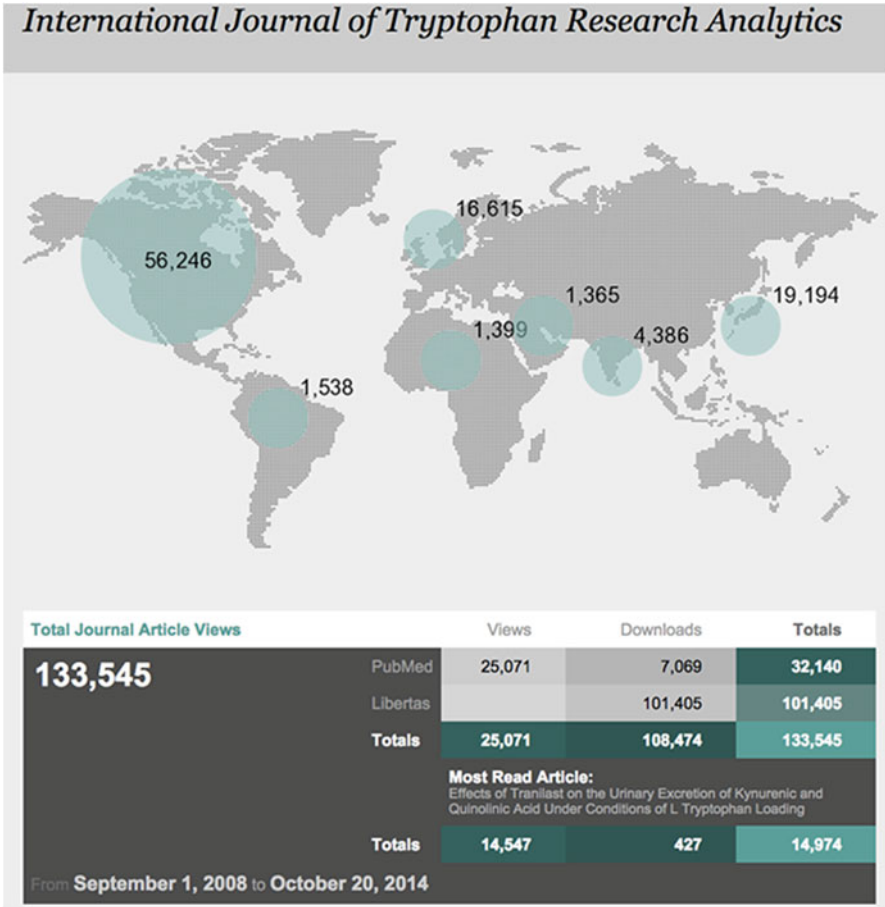 International Journal of Tryptophan Research Analytics
16,615
56,246
1,365
19,194
1,399
4,386
1,538
Total Journal Article Views Views Downloads Totals
133,545
PubMed 25,071 7,069 32,140
Libertas 101,405 101,405
Totals 25,071 108,474 133,545
Most Read Article:
Effects of Tranilast on the Urinary Excretion of Kynurenic and
Quinolinic Acid Under Conditions of L Tryptophan Loading
Totals 14,547 427 14,974
From September 1, 2008 to October 20, 2014